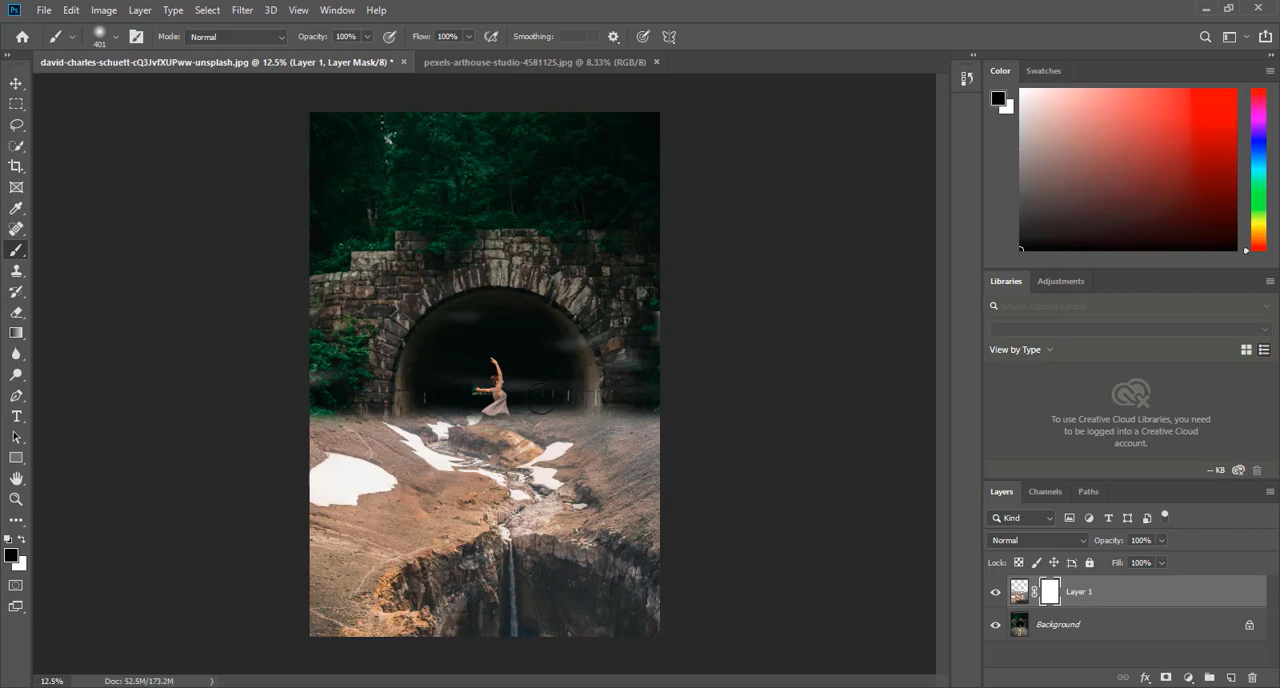 Ps File Edit Image Layer Type Select Filter 3D View Window Help
401 Mode: Normal Opacity: 100% Flow: 100% Smoothing:
david-charles-schuett-cQ3JvfXUPww-unsplash.jpg @ 12.5% (Layer 1, Layer Mask/8) * × pexels-arthouse-studio-4581125.jpg @ 8.33% (RGB/8) ×
Color Swatches
Libraries Adjustments
View by Type
To use Creative Cloud Libraries, you
need to be logged into a Creative Cloud
account.
-- KB
Layers Channels Paths
Kind
Normal Opacity: 100%
Lock: Fill: 100%
Layer 1
Background
12.5% Doc: 52.5M/173.2M